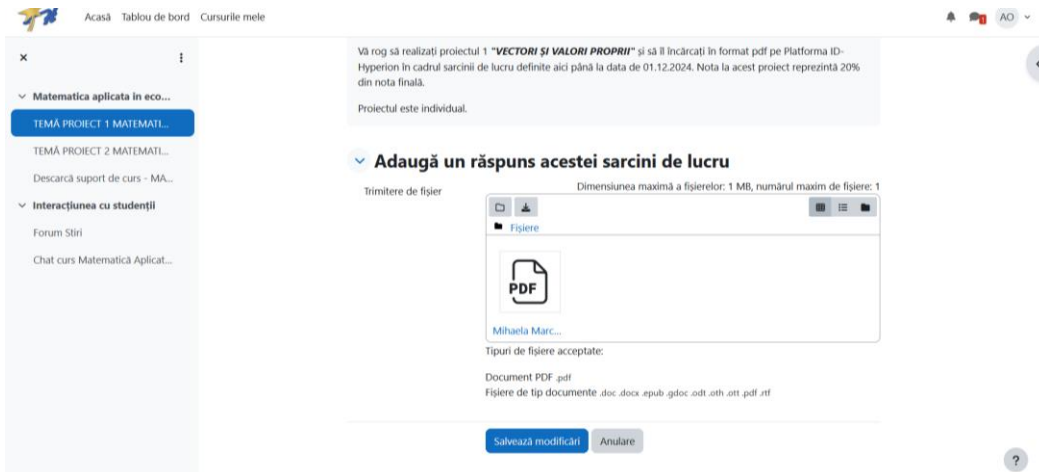 Acasă Tablou de bord Cursurile mele
1 AO
Matematica aplicata in eco...
TEMĂ PROIECT 1 MATEMATI...
TEMĂ PROIECT 2 MATEMATI...
Descarcă suport de curs - MA...
Interacțiunea cu studenții
Forum Stiri
Chat curs Matematică Aplicat...
Vă rog să realizați proiectul 1 "VECTORI ȘI VALORI PROPRII" și să îl încărcați în format pdf pe Platforma ID-
Hyperion în cadrul sarcinii de lucru definite aici până la data de 01.12.2024. Nota la acest proiect reprezintă 20%
din nota finală.
Proiectul este individual.
Adaugă un răspuns acestei sarcini de lucru
Trimitere de fișier
Dimensiunea maximă a fișierelor: 1 MB, numărul maxim de fișiere: 1
Fișiere
PDF
Mihaela Marc...
Tipuri de fișiere acceptate:
Document PDF .pdf
Fișiere de tip documente .doc .docx .epub .gdoc .odt .oth .ott .pdf .rtf
Salvează modificări Anulare
?